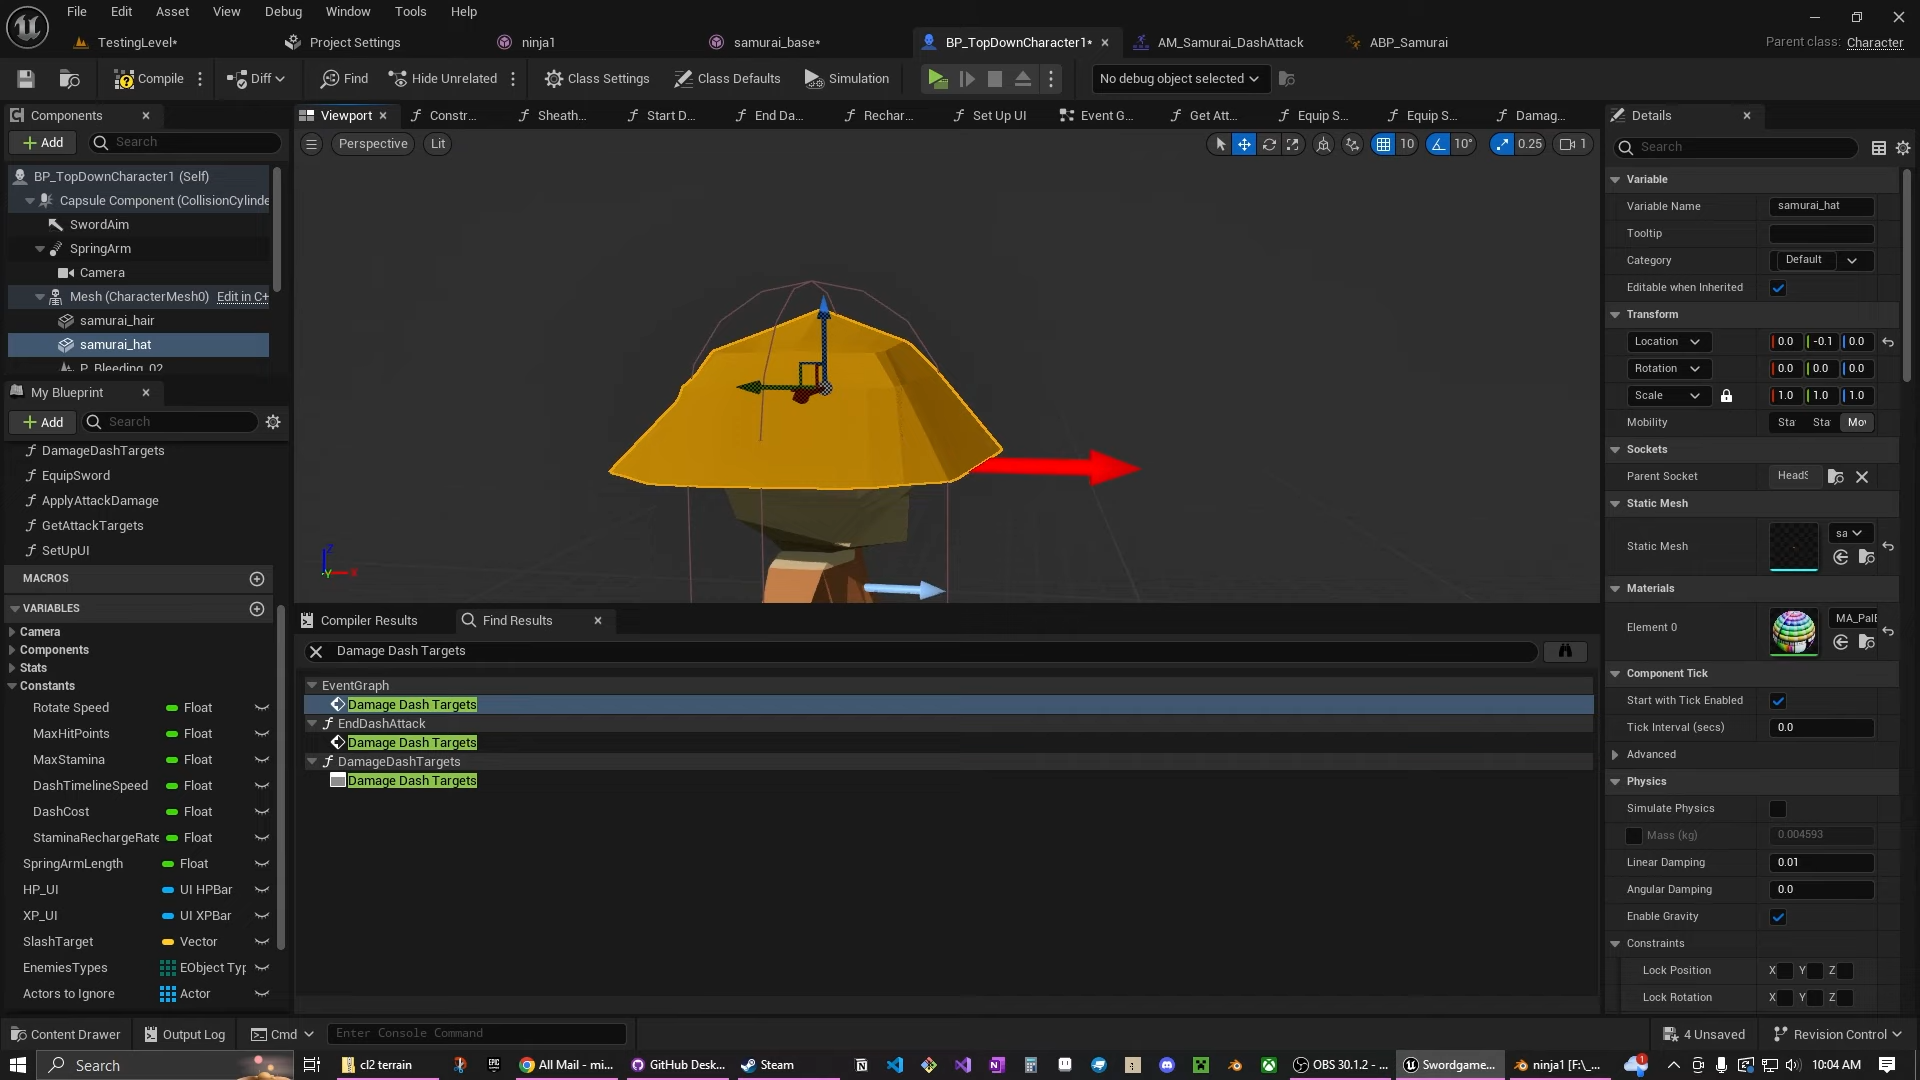 File Edit Asset View Debug Window Tools Help
TestingLevel* Project Settings ninja1 samurai_base* BP_TopDownCharacter1* AM_Samurai_DashAttack ABP_Samurai Parent class: Character
Compile Diff Find Hide Unrelated Class Settings Class Defaults Simulation No debug object selected
Components
Add Search
BP_TopDownCharacter1 (Self)
Capsule Component (CollisionCylinde
SwordAim
SpringArm
Camera
Mesh (CharacterMesh0) Edit in C+
samurai_hair
samurai_hat
P_Bleeding_02
My Blueprint
Add Search
DamageDashTargets
EquipSword
ApplyAttackDamage
GetAttackTargets
SetUpUI
MACROS
VARIABLES
Camera
Components
Stats
Constants
Rotate Speed Float
MaxHitPoints Float
MaxStamina Float
DashTimelineSpeed Float
DashCost Float
StaminaRechargeRate Float
SpringArmLength Float
HP_UI UI HPBar
XP_UI UI XPBar
SlashTarget Vector
EnemiesTypes EObject Typ
Actors to Ignore Actor
Viewport Constr... Sheath... Start D... End Da... Rechar... Set Up UI Event G... Get Att... Equip S... Equip S... Damag...
Perspective Lit 10 10° 0.25 1
Z
X
Y
Compiler Results Find Results
Damage Dash Targets
EventGraph
Damage Dash Targets
EndDashAttack
Damage Dash Targets
DamageDashTargets
Damage Dash Targets
Details
Search
Variable
Variable Name samurai_hat
Tooltip
Category Default
Editable when Inherited
Transform
Location 0.0 -0.1 0.0
Rotation 0.0 0.0 0.0
Scale 1.0 1.0 1.0
Mobility Sta Sta Mov
Sockets
Parent Socket HeadS
Static Mesh
Static Mesh sa
Materials
Element 0 MA_Pall
Component Tick
Start with Tick Enabled
Tick Interval (secs) 0.0
Advanced
Physics
Simulate Physics
Mass (kg) 0.004593
Linear Damping 0.01
Angular Damping 0.0
Enable Gravity
Constraints
Lock Position X Y Z
Lock Rotation X Y Z
Content Drawer Output Log Cmd Enter Console Command 4 Unsaved Revision Control
Search cl2 terrain EPIC All Mail - mi... GitHub Desk... Steam OBS 30.1.2 - ... Swordgame... ninja1 [F:\_... 1 10:04 AM